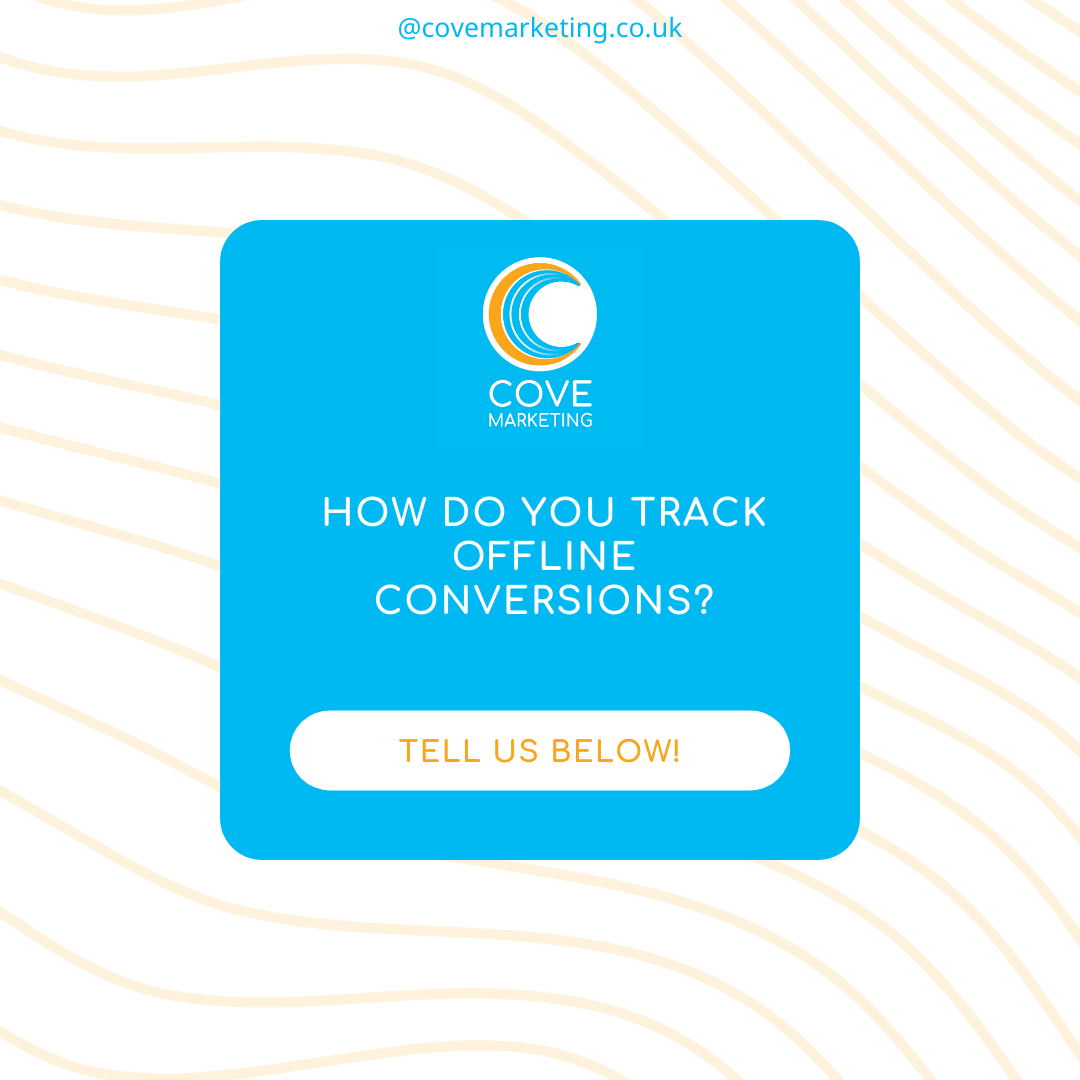 @covemarketing.co.uk
COVE
MARKETING
HOW DO YOU TRACK
OFFLINE
CONVERSIONS?
TELL US BELOW!